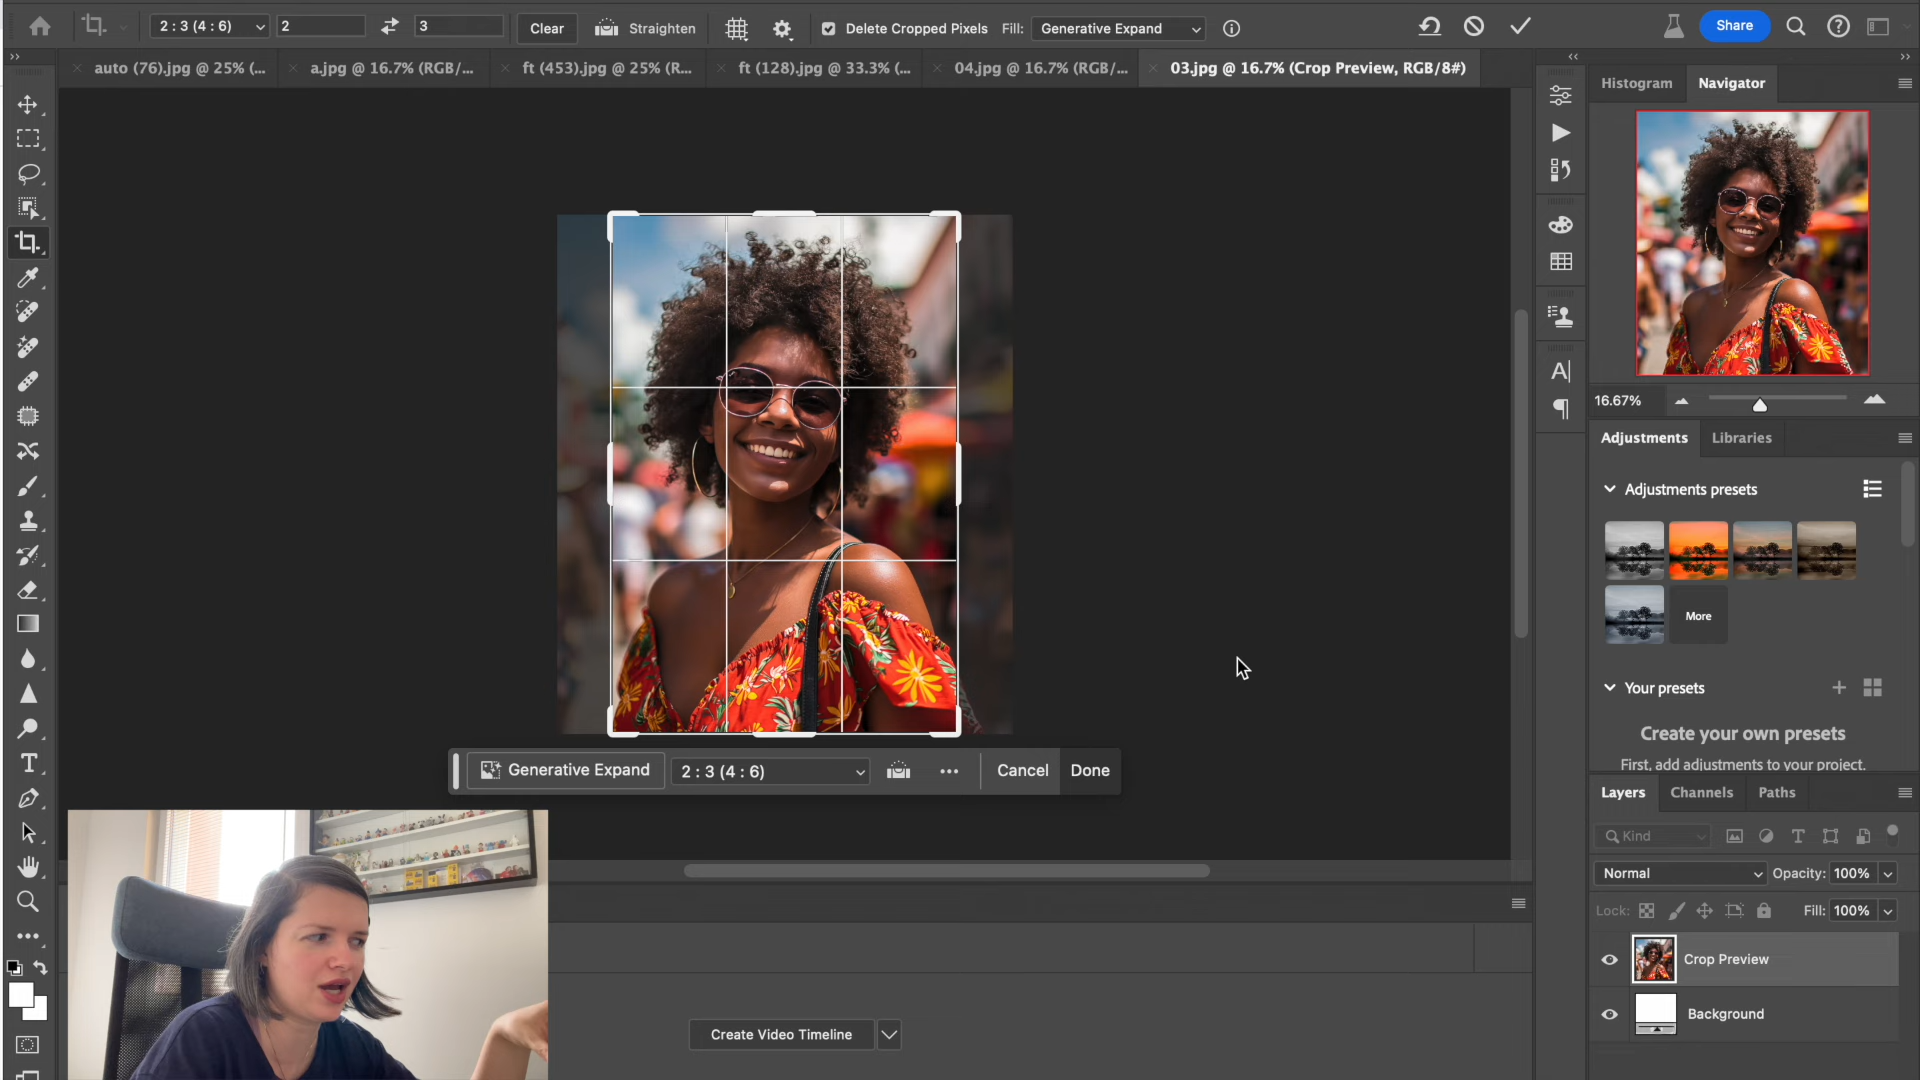 2 : 3 (4 : 6) 2 3 Clear Straighten Delete Cropped Pixels Fill: Generative Expand Share
auto (76).jpg @ 25% (... a.jpg @ 16.7% (RGB/... ft (453).jpg @ 25% (R... ft (128).jpg @ 33.3% (... 04.jpg @ 16.7% (RGB/... 03.jpg @ 16.7% (Crop Preview, RGB/8#)
Histogram Navigator
16.67%
Adjustments Libraries
Adjustments presets
More
Your presets
Create your own presets
First, add adjustments to your project.
Generative Expand 2 : 3 (4 : 6) Cancel Done
Layers Channels Paths
Kind
Normal Opacity: 100%
Lock: Fill: 100%
Crop Preview
Background
Create Video Timeline